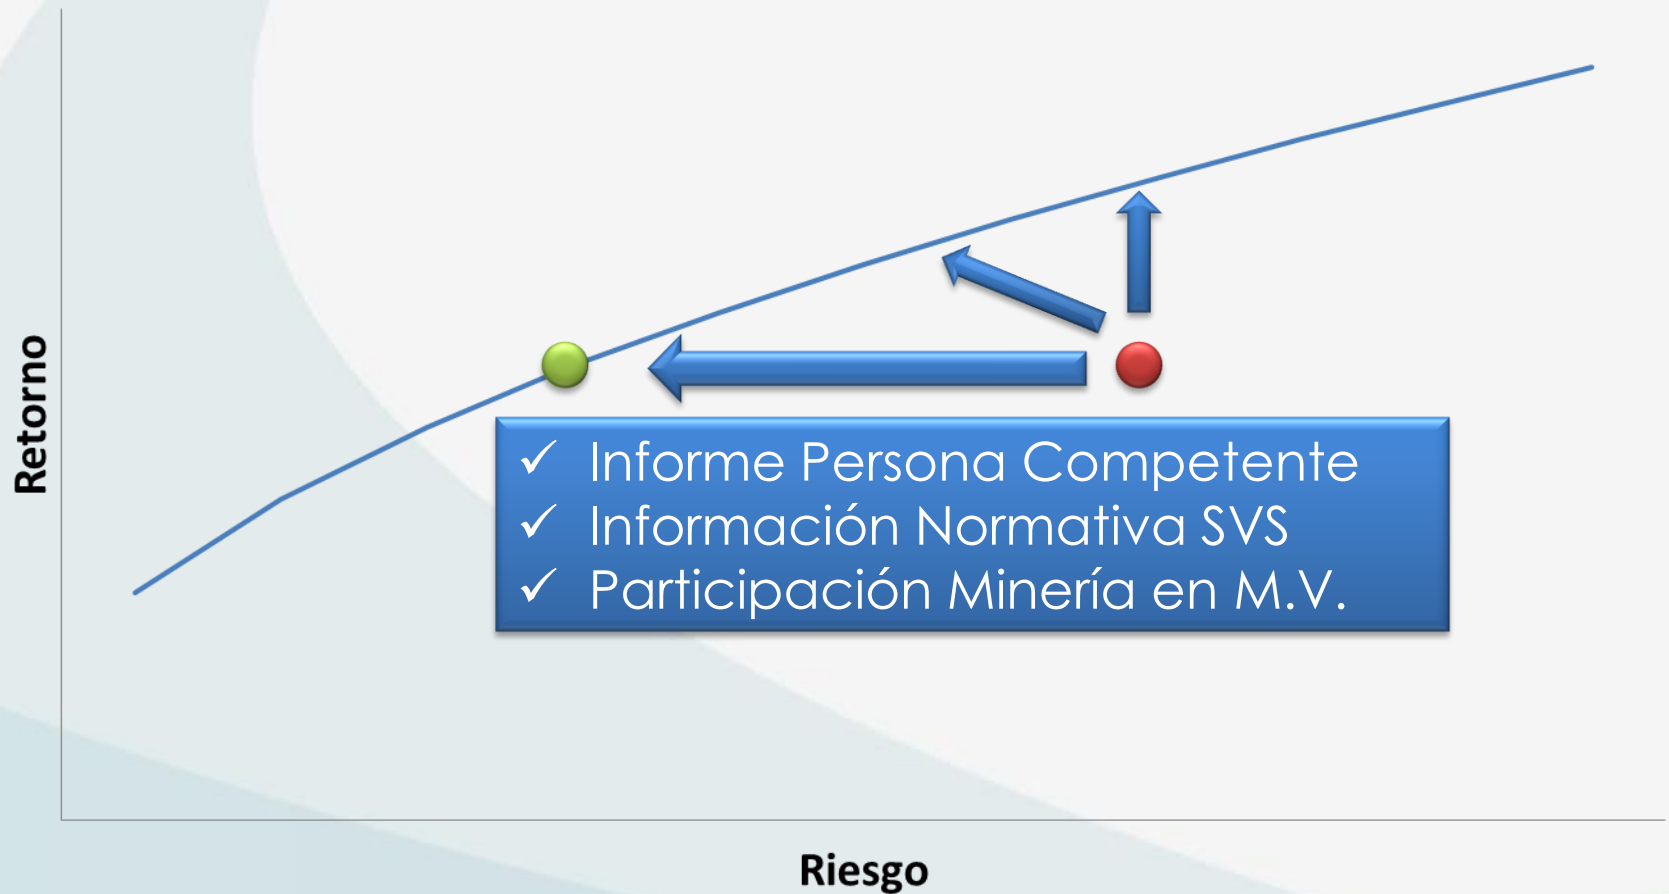 Retorno
✓ Informe Persona Competente
✓ Información Normativa SVS
✓ Participación Minería en M.V.
Riesgo